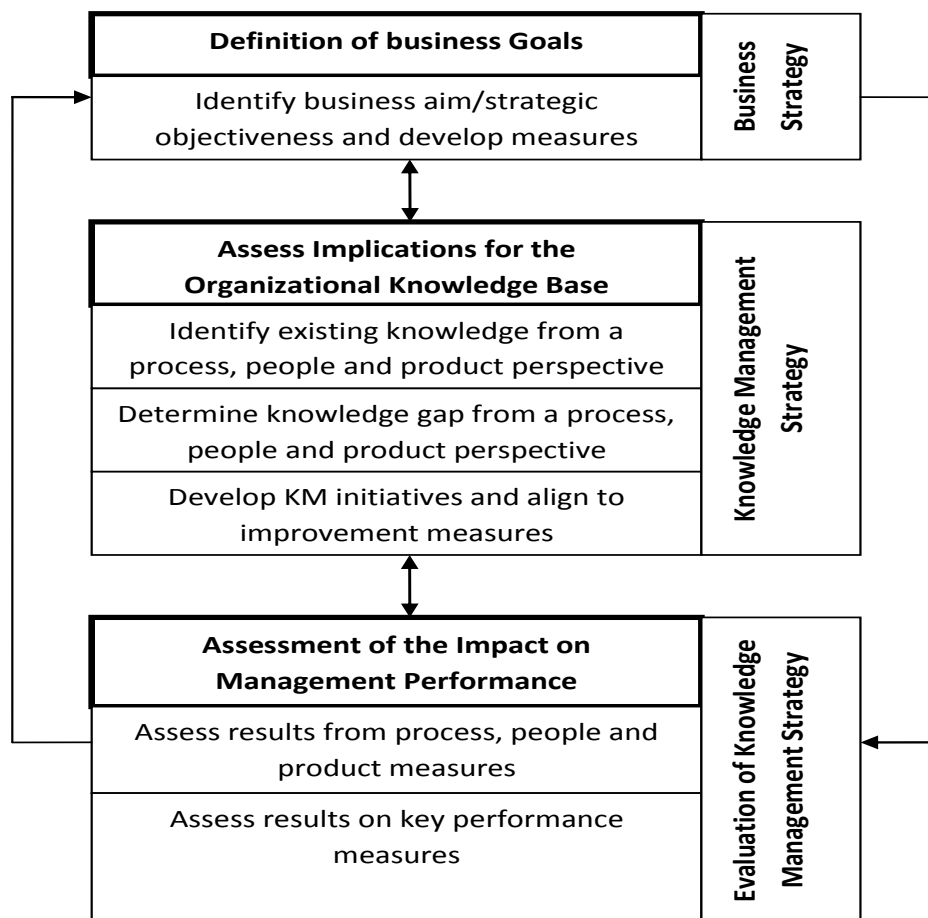 Definition of business Goals
Identify business aim/strategic
objectiveness and develop measures
Business
Strategy
Assess Implications for the
Organizational Knowledge Base
Identify existing knowledge from a
process, people and product perspective
Determine knowledge gap from a process,
people and product perspective
Develop KM initiatives and align to
improvement measures
Knowledge Management
Strategy
Assessment of the Impact on
Management Performance
Assess results from process, people and
product measures
Assess results on key performance
measures
Evaluation of Knowledge
Management Strategy